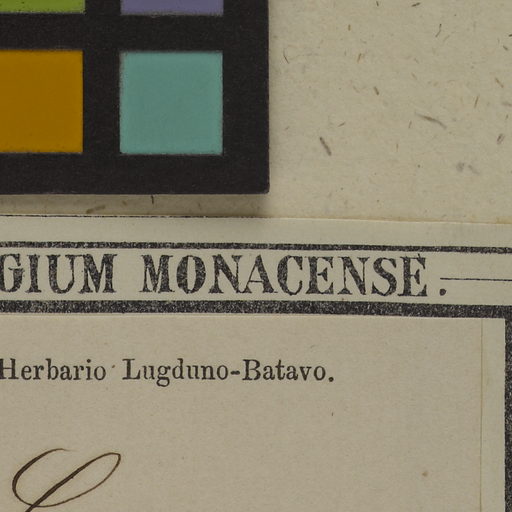 GIUM MONACENSE.
Herbario Lugduno-Batavo.